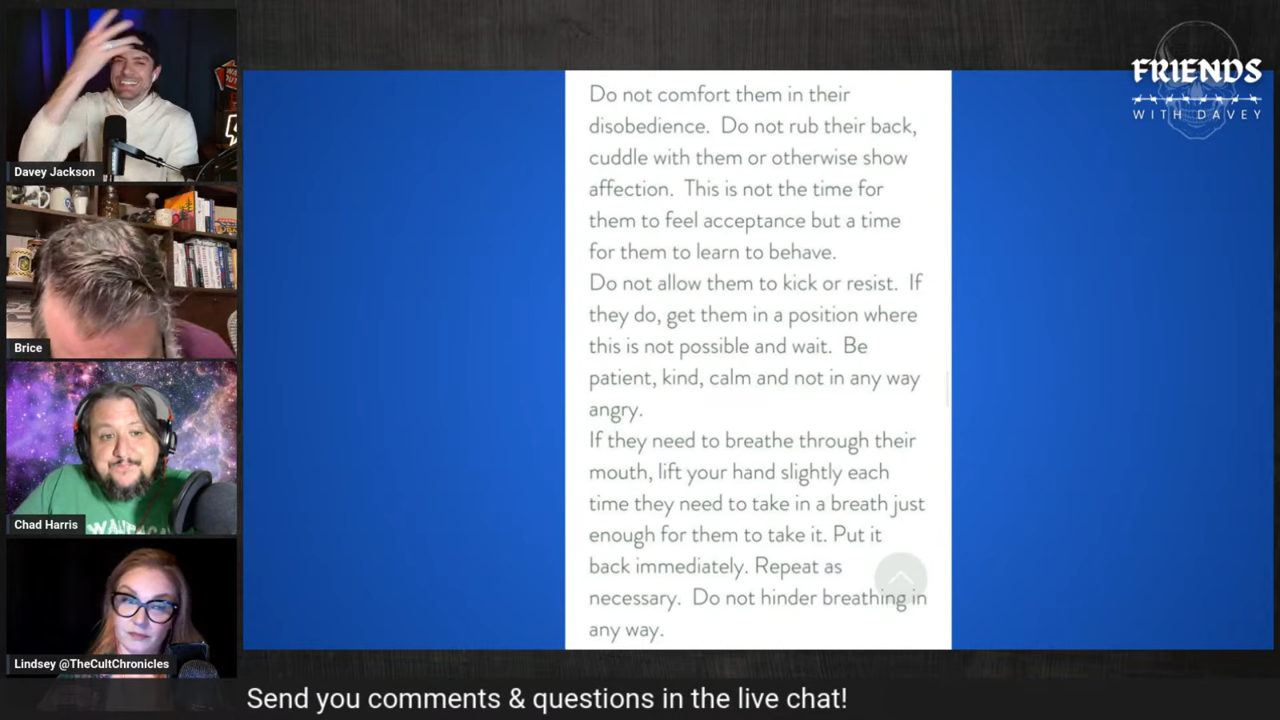 Davey Jackson
Brice
Chad Harris
Lindsey @TheCultChronicles
FRIENDS
WITH DAVEY
Do not comfort them in their
disobedience. Do not rub their back,
cuddle with them or otherwise show
affection. This is not the time for
them to feel acceptance but a time
for them to learn to behave.
Do not allow them to kick or resist. If
they do, get them in a position where
this is not possible and wait. Be
patient, kind, calm and not in any way
angry.
If they need to breathe through their
mouth, lift your hand slightly each
time they need to take in a breath just
enough for them to take it. Put it
back immediately. Repeat as
necessary. Do not hinder breathing in
any way.
Send you comments & questions in the live chat!